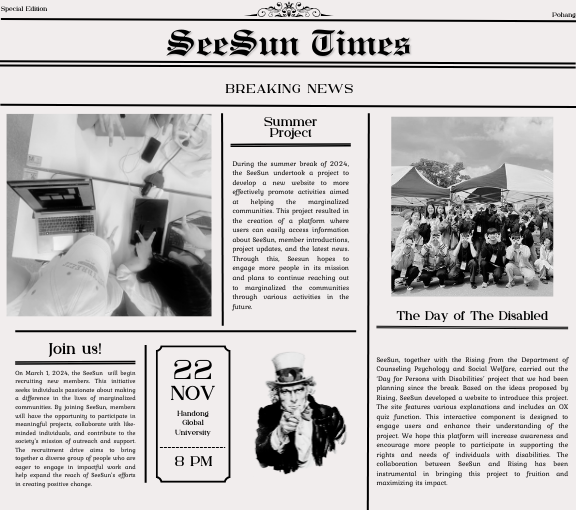 Special Edition
Pohang
SeeSun Times
BREAKING NEWS
Summer
Project
During the summer break of 2024,
the SeeSun undertook a project to
develop a new website to more
effectively promote activities aimed
at helping the marginalized
communities. This project resulted in
the creation of a platform where
users can easily access information
about SeeSun, member introductions,
project updates, and the latest news.
Through this, Seesun hopes to
engage more people in its mission
and plans to continue reaching out
to marginalized the communities
through various activities in the
future.
The Day of The Disabled
SeeSun, together with the Rising from the Department of
Counseling Psychology and Social Welfare, carried out the
'Day for Persons with Disabilities' project that we had been
planning since the break. Based on the ideas proposed by
Rising, SeeSun developed a website to introduce this project.
The site features various explanations and includes an OX
quiz function. This interactive component is designed to
engage users and enhance their understanding of the
project. We hope this platform will increase awareness and
encourage more people to participate in supporting the
rights and needs of individuals with disabilities. The
collaboration between SeeSun and Rising has been
instrumental in bringing this project to fruition and
maximizing its impact.
Join us!
On March 1, 2024, the SeeSun will begin
recruiting new members. This initiative
seeks individuals passionate about making
a difference in the lives of marginalized
communities. By joining SeeSun, members
will have the opportunity to participate in
meaningful projects, collaborate with like-
minded individuals, and contribute to the
society's mission of outreach and support.
The recruitment drive aims to bring
together a diverse group of people who are
eager to engage in impactful work and
help expand the reach of SeeSun's efforts
in creating positive change.
22
NOV
Handong
Global
University
8 PM